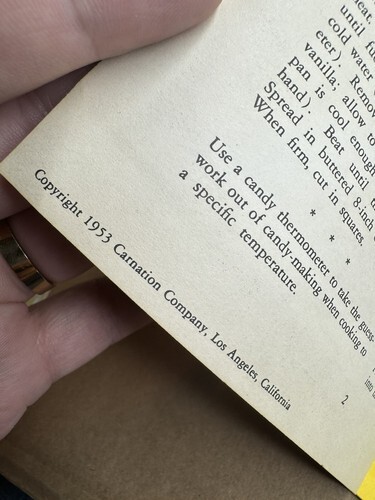 heat.
until fi
cold water
eter). Remov
vanilla, allow to
pan is cool enough
hand). Beat until t
Spread in buttered 8-inch
When firm, cut in squares.
* * *
Use a candy thermometer to take the guess-
work out of candy-making when cooking to
a specific temperature.
Copyright 1953 Carnation Company, Los Angeles, California
2